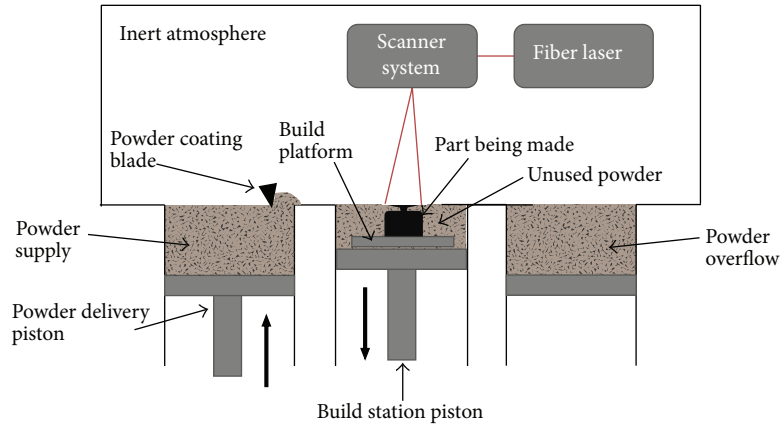 Inert atmosphere
Scanner
system
Fiber laser
Powder coating
blade
Build
platform
Part being made
Unused powder
Powder
supply
Powder
overflow
Powder delivery
piston
Build station piston